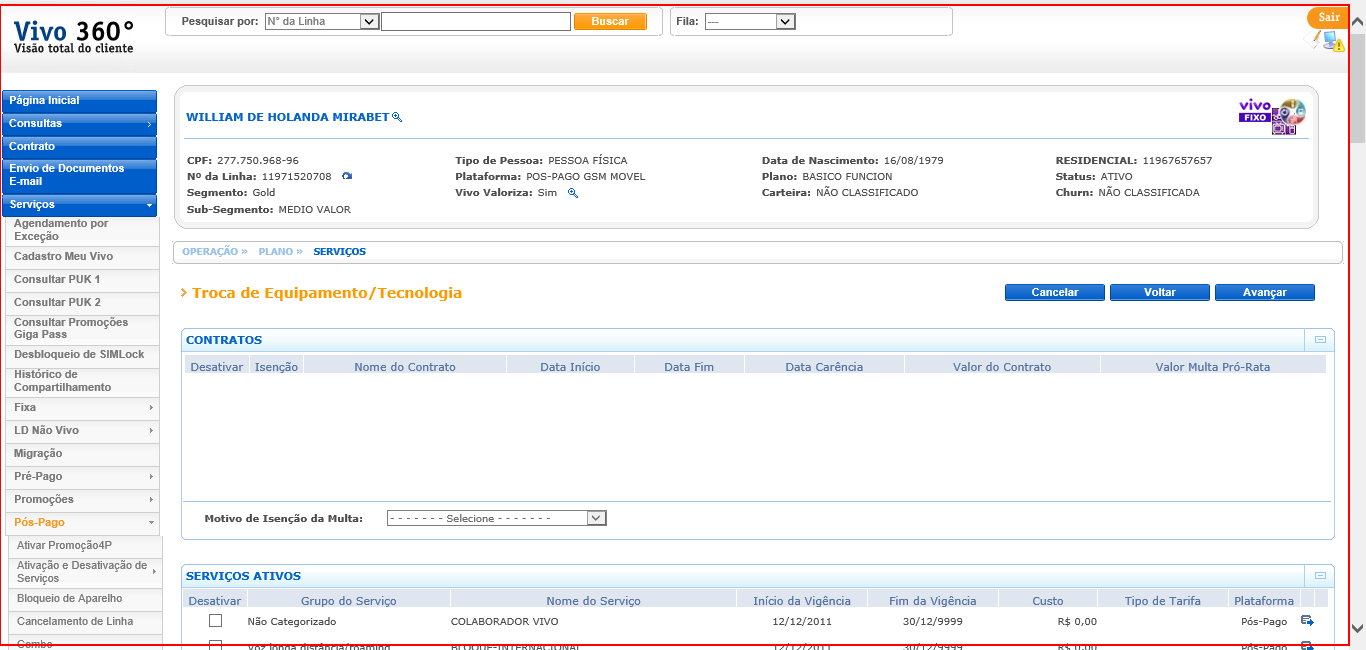 Vivo 360°
Visão total do cliente
Pesquisar por: N° da Linha Buscar Fila: --- Sair
Página Inicial
Consultas
Contrato
Envio de Documentos
E-mail
Serviços
Agendamento por
Exceção
Cadastro Meu Vivo
Consultar PUK 1
Consultar PUK 2
Consultar Promoções
Giga Pass
Desbloqueio de SIMLock
Histórico de
Compartilhamento
Fixa
LD Não Vivo
Migração
Pré-Pago
Promoções
Pós-Pago
Ativar Promoção4P
Ativação e Desativação de
Serviços
Bloqueio de Aparelho
Cancelamento de Linha
Combo
WILLIAM DE HOLANDA MIRABET
vivo
FIXO
CPF: 277.750.968-96 Tipo de Pessoa: PESSOA FÍSICA Data de Nascimento: 16/08/1979 RESIDENCIAL: 11967657657
Nº da Linha: 11971520708 Plataforma: POS-PAGO GSM MOVEL Plano: BASICO FUNCION Status: ATIVO
Segmento: Gold Vivo Valoriza: Sim Carteira: NÃO CLASSIFICADO Churn: NÃO CLASSIFICADA
Sub-Segmento: MEDIO VALOR
OPERAÇÃO » PLANO » SERVIÇOS
> Troca de Equipamento/Tecnologia Cancelar Voltar Avançar
CONTRATOS
Desativar Isenção Nome do Contrato Data Início Data Fim Data Carência Valor do Contrato Valor Multa Pró-Rata
Motivo de Isenção da Multa: - - - - - - - Selecione - - - - - - -
SERVIÇOS ATIVOS
Desativar Grupo do Serviço Nome do Serviço Início da Vigência Fim da Vigência Custo Tipo de Tarifa Plataforma
Não Categorizado COLABORADOR VIVO 12/12/2011 30/12/9999 R$ 0,00 Pós-Pago
Voz longa distância/roaming BLOQUE-INTERNACIONAL 12/12/2011 30/12/9999 R$ 0,00 Pós-Pago